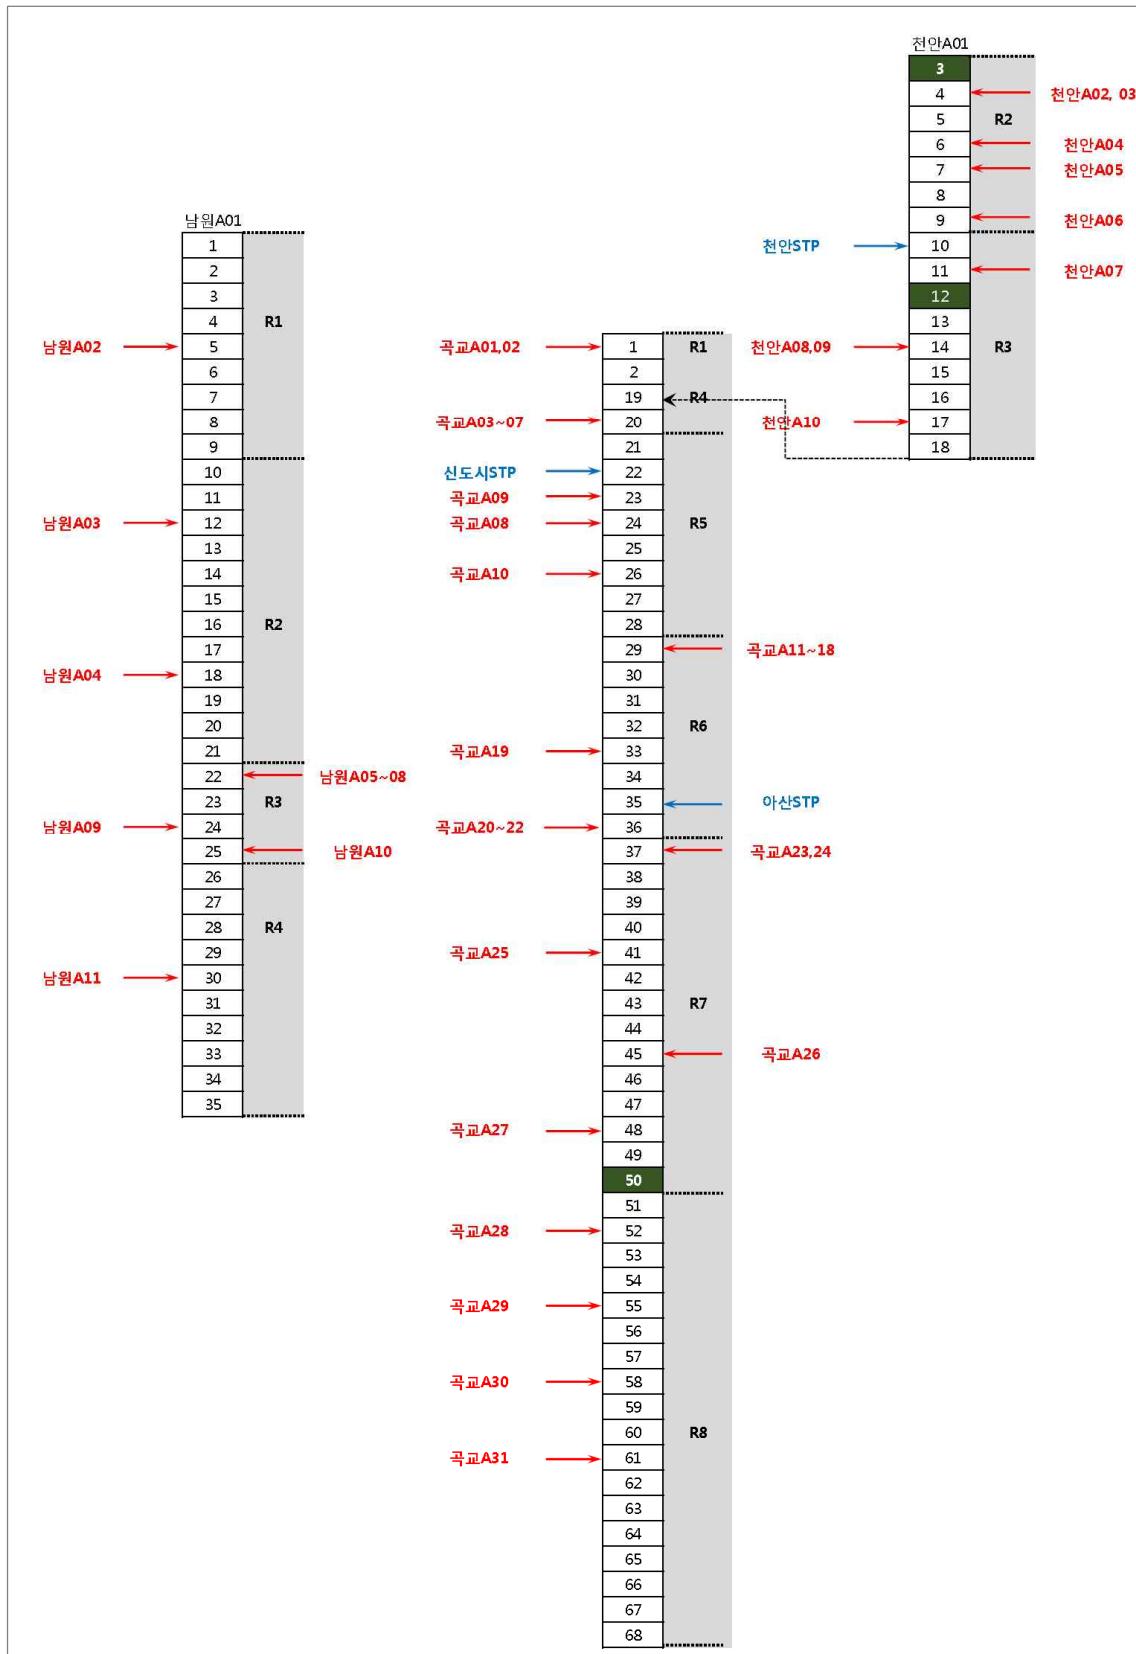 천안A01
3
4 천안A02, 03
5 R2
6 천안A04
7 천안A05
8
9 천안A06
천안STP 10
11 천안A07
12
13
천안A08,09 14 R3
15
16
천안A10 17
18
남원A01
1
2
3
4 R1
남원A02 5
6
7
8
9
10
11
남원A03 12
13
14
15
16 R2
17
남원A04 18
19
20
21
22 남원A05~08
23 R3
남원A09 24
25 남원A10
26
27
28 R4
29
남원A11 30
31
32
33
34
35
곡교A01,02 1 R1
2
19 R4
곡교A03~07 20
21
신도시STP 22
곡교A09 23
곡교A08 24 R5
25
곡교A10 26
27
28
29 곡교A11~18
30
31
32 R6
곡교A19 33
34
35 아산STP
곡교A20~22 36
37 곡교A23,24
38
39
40
곡교A25 41
42
43 R7
44
45 곡교A26
46
47
곡교A27 48
49
50
51
곡교A28 52
53
54
곡교A29 55
56
57
곡교A30 58
59
60 R8
곡교A31 61
62
63
64
65
66
67
68